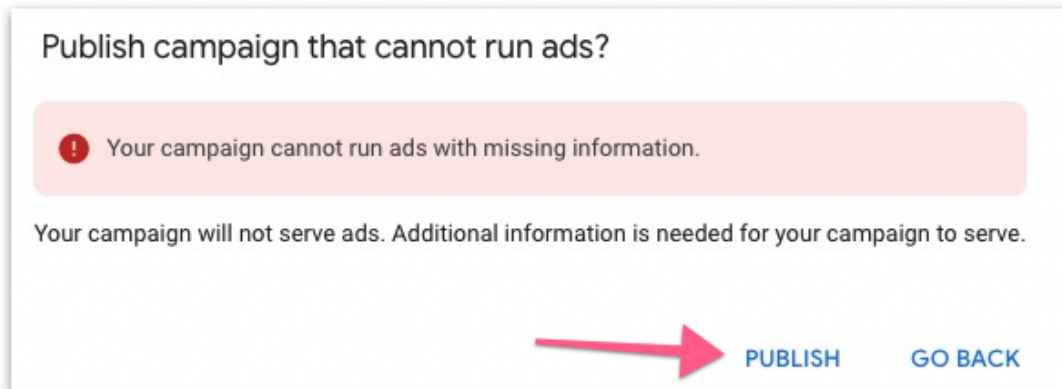 Publish campaign that cannot run ads?
Your campaign cannot run ads with missing information.
Your campaign will not serve ads. Additional information is needed for your campaign to serve.
PUBLISH GO BACK